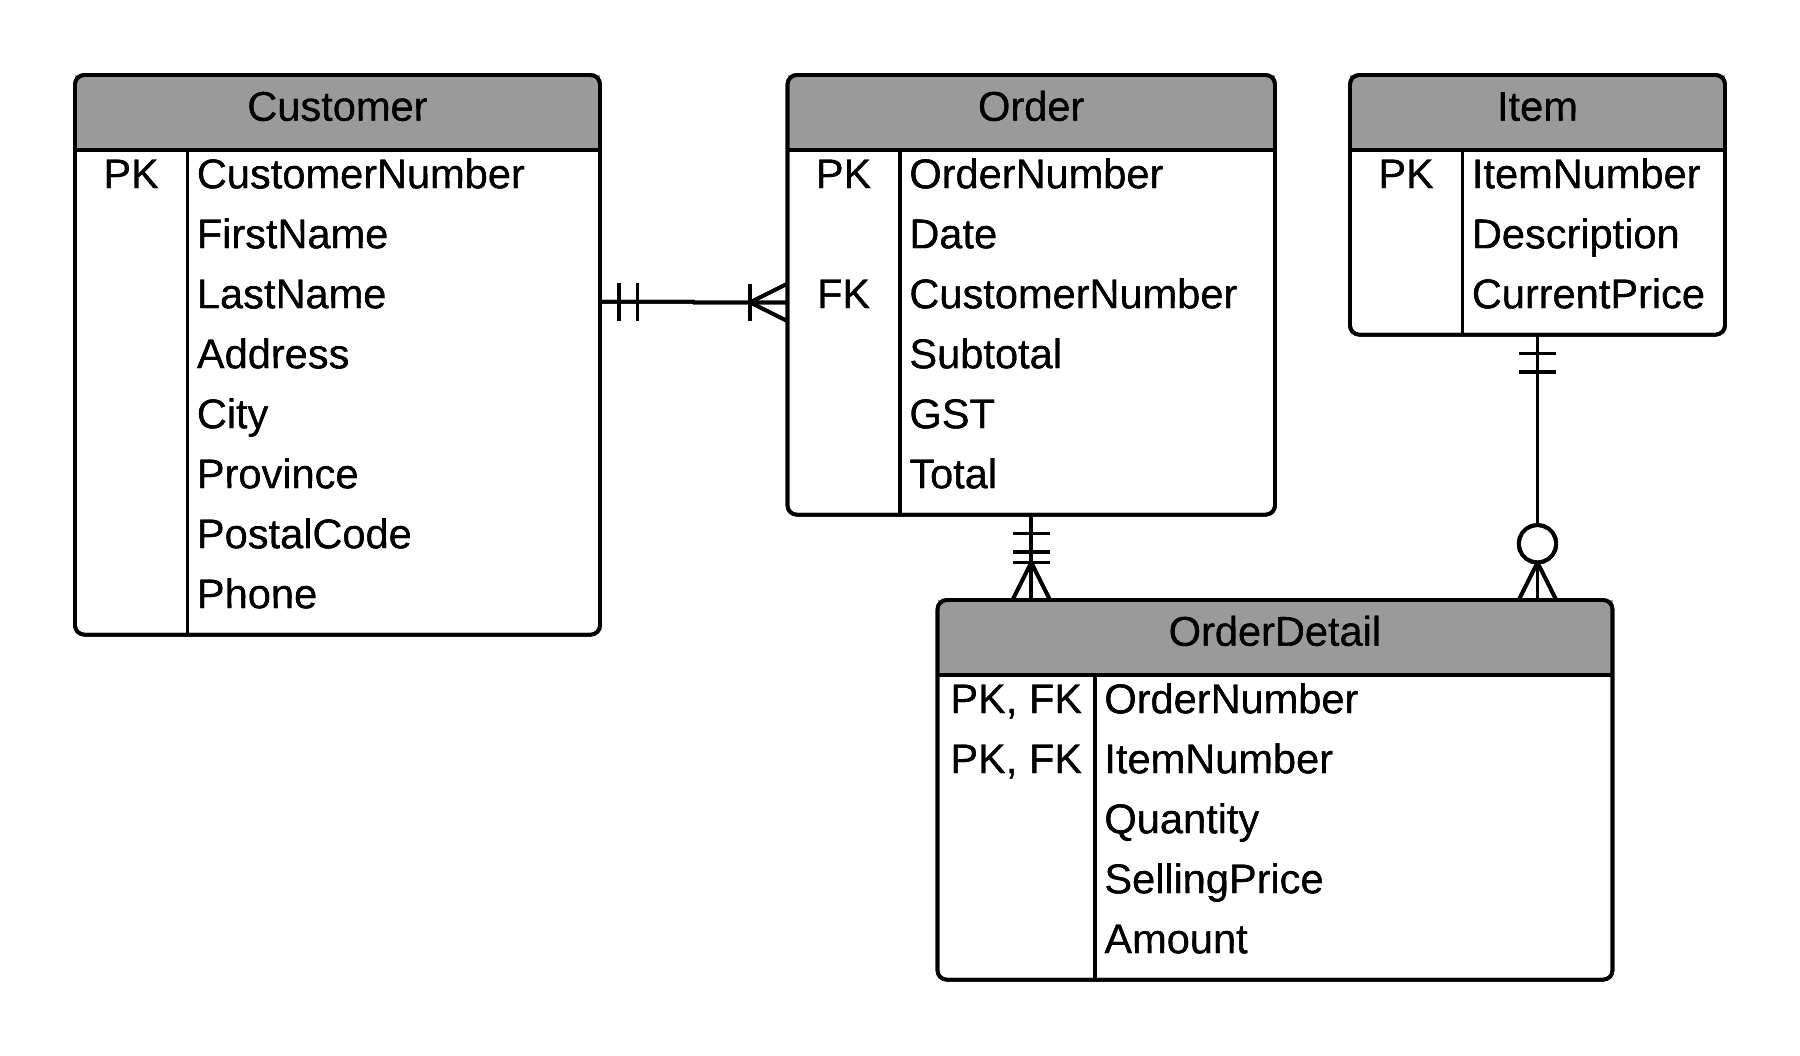 Customer
PK CustomerNumber
FirstName
LastName
Address
City
Province
PostalCode
Phone
Order
PK OrderNumber
Date
FK CustomerNumber
Subtotal
GST
Total
Item
PK ItemNumber
Description
CurrentPrice
OrderDetail
PK, FK OrderNumber
PK, FK ItemNumber
Quantity
SellingPrice
Amount